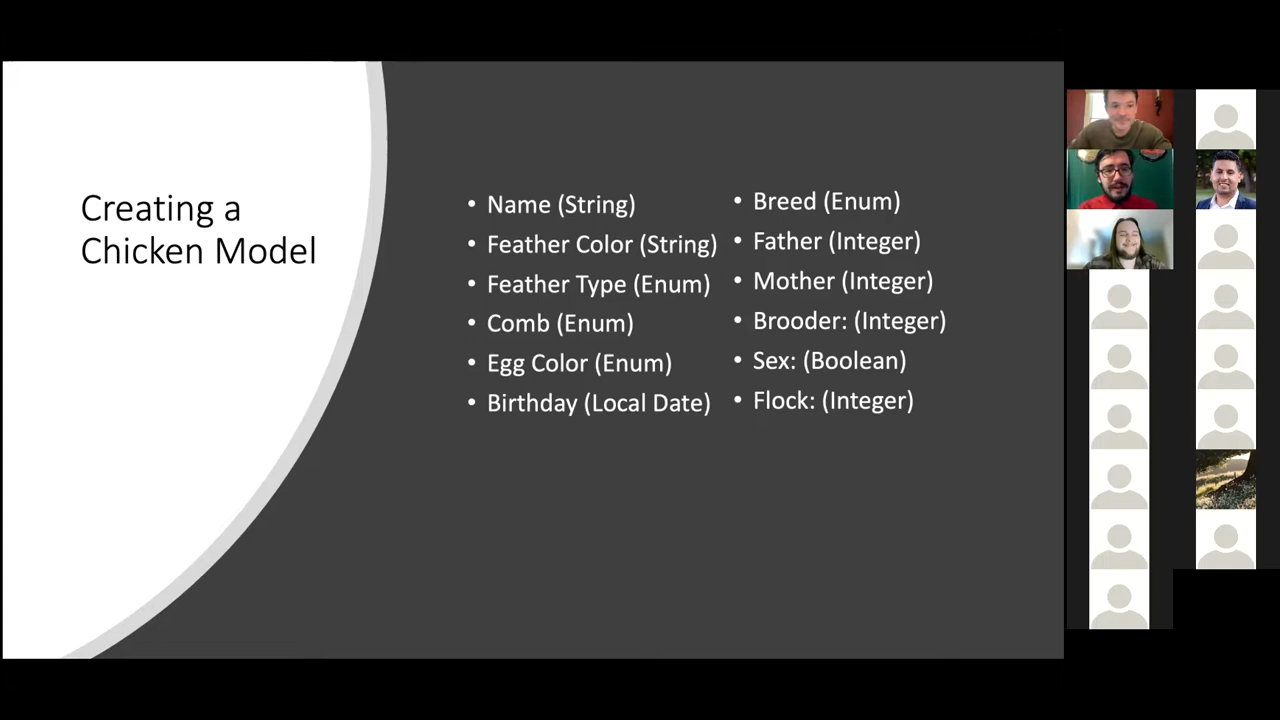 Creating a
Chicken Model
• Name (String)
• Feather Color (String)
• Feather Type (Enum)
• Comb (Enum)
• Egg Color (Enum)
• Birthday (Local Date)
• Breed (Enum)
• Father (Integer)
• Mother (Integer)
• Brooder: (Integer)
• Sex: (Boolean)
• Flock: (Integer)